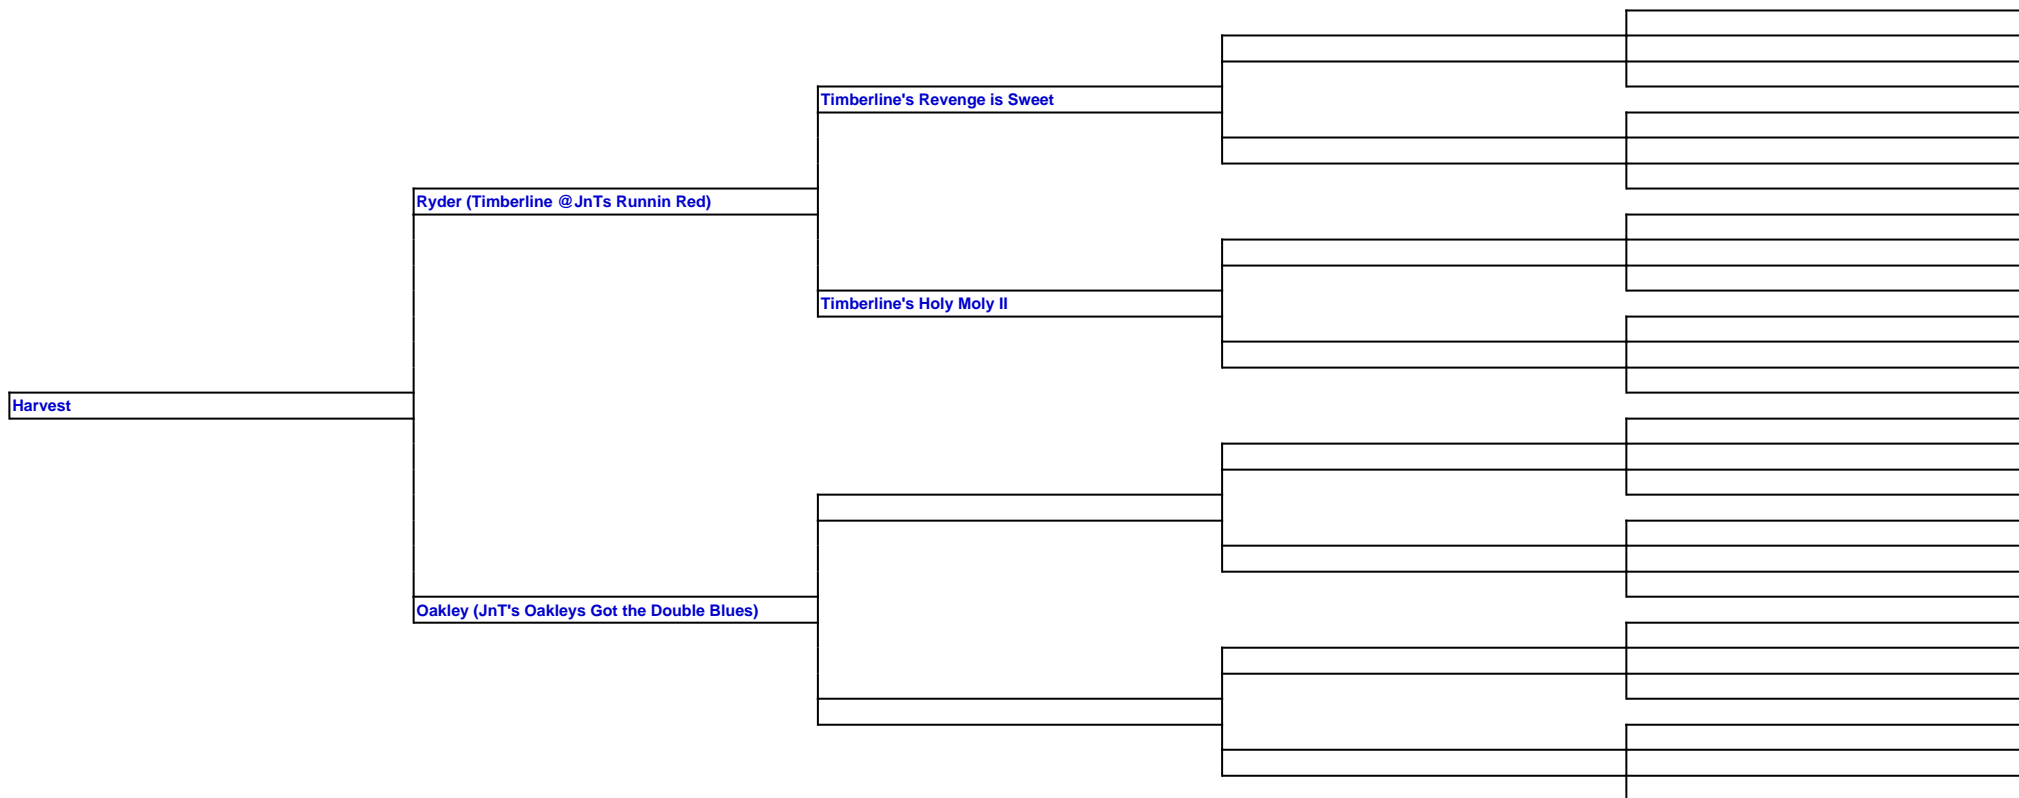 Timberline's Revenge is Sweet
Ryder (Timberline @JnTs Runnin Red)
Timberline's Holy Moly II
Harvest
Oakley (JnT's Oakleys Got the Double Blues)